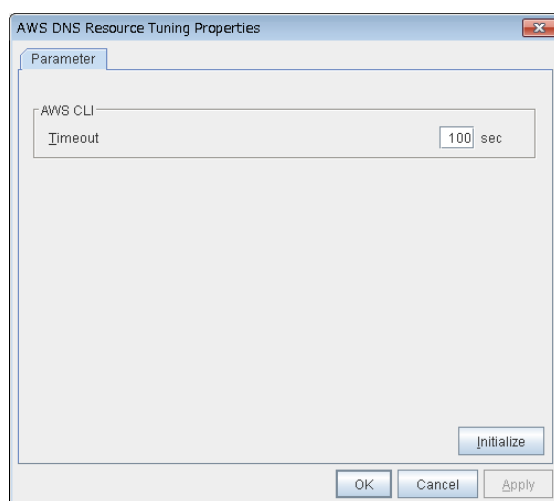 AWS DNS Resource Tuning Properties
Parameter
AWS CLI
Timeout 100 sec
Initialize
OK Cancel Apply